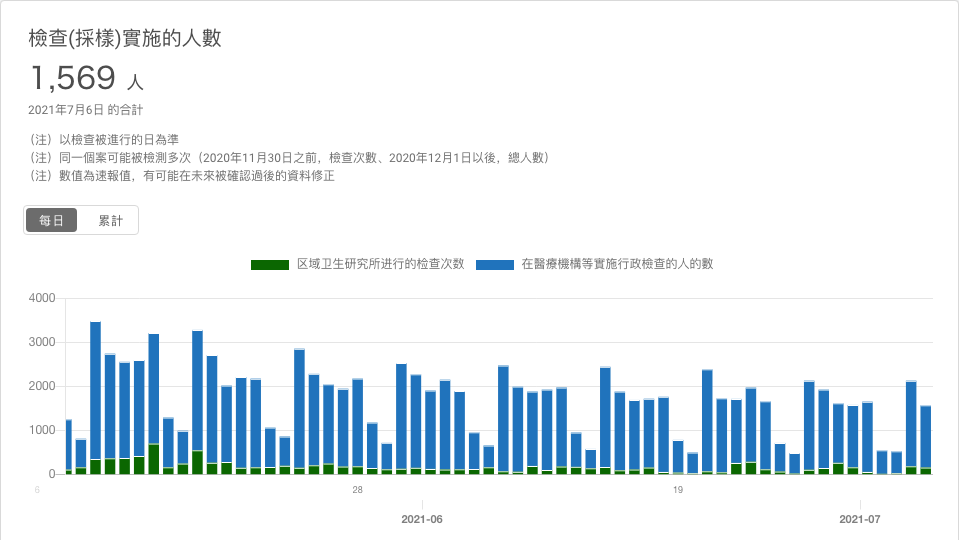 檢查(採樣)實施的人數
1,569 人
2021年7月6日 的合計
（注）以檢查被進行的日為準
（注）同一個案可能被檢測多次（2020年11月30日之前，檢查次數、2020年12月1日以後，總人數）
（注）數值為速報值，有可能在未來被確認過後的資料修正
每日 累計
区域卫生研究所进行的检查次数 在醫療機構等實施行政檢查的人的數
4000
3000
2000
1000
0
6 28 19
2021-06 2021-07